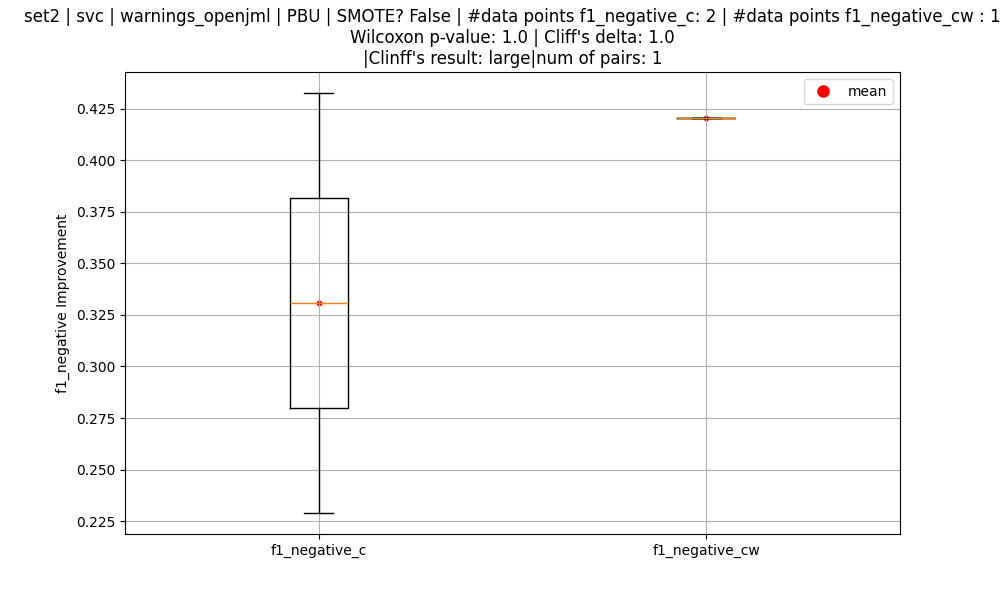 set2 | svc | warnings_openjml | PBU | SMOTE? False | #data points f1_negative_c: 2 | #data points f1_negative_cw : 1
Wilcoxon p-value: 1.0 | Cliff's delta: 1.0
|Clinff's result: large|num of pairs: 1
mean
f1_negative Improvement
0.425
0.400
0.375
0.350
0.325
0.300
0.275
0.250
0.225
f1_negative_c
f1_negative_cw